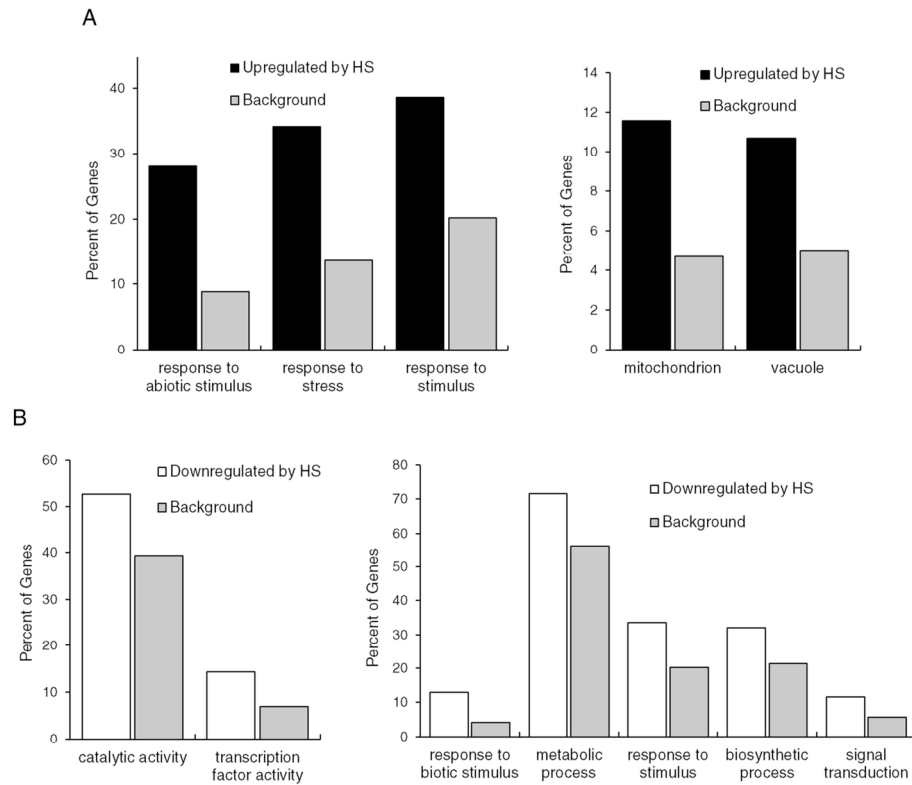 A
Upregulated by HS
Background
Percent of Genes
40
30
20
10
0
response to
abiotic stimulus
response to
stress
response to
stimulus
Upregulated by HS
Background
Percent of Genes
14
12
10
8
6
4
2
0
mitochondrion
vacuole
B
Downregulated by HS
Background
Percent of Genes
60
50
40
30
20
10
0
catalytic activity
transcription
factor activity
Downregulated by HS
Background
Percent of Genes
80
70
60
50
40
30
20
10
0
response to
biotic stimulus
metabolic
process
response to
stimulus
biosynthetic
process
signal
transduction